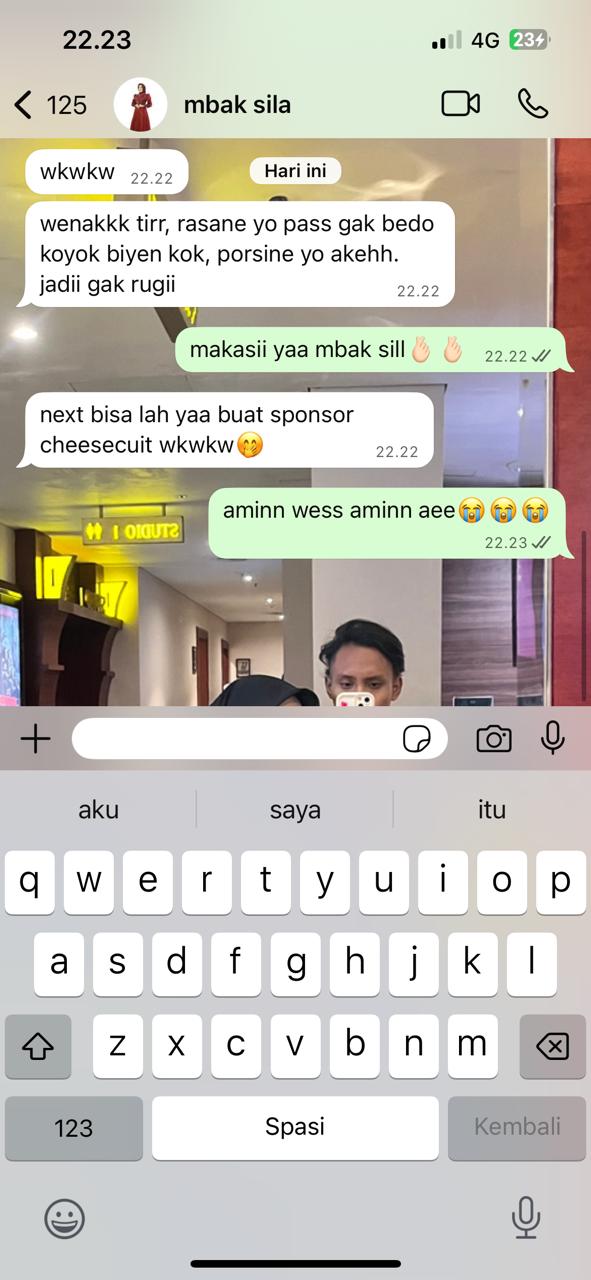 22.23
4G
23
125
mbak sila
wkwkw 22.22
Hari ini
wenakkk tirr, rasane yo pass gak bedo
koyok biyen kok, porsine yo akehh.
jadii gak rugii 22.22
makasii yaa mbak sill🫰🏻🫰🏻 22.22
next bisa lah yaa buat sponsor
cheesecuit wkwkw🤭 22.22
aminn wess aminn aee😭😭😭
22.23
STUDIO 1
aku saya itu
q w e r t y u i o p
a s d f g h j k l
z x c v b n m
123 Spasi Kembali